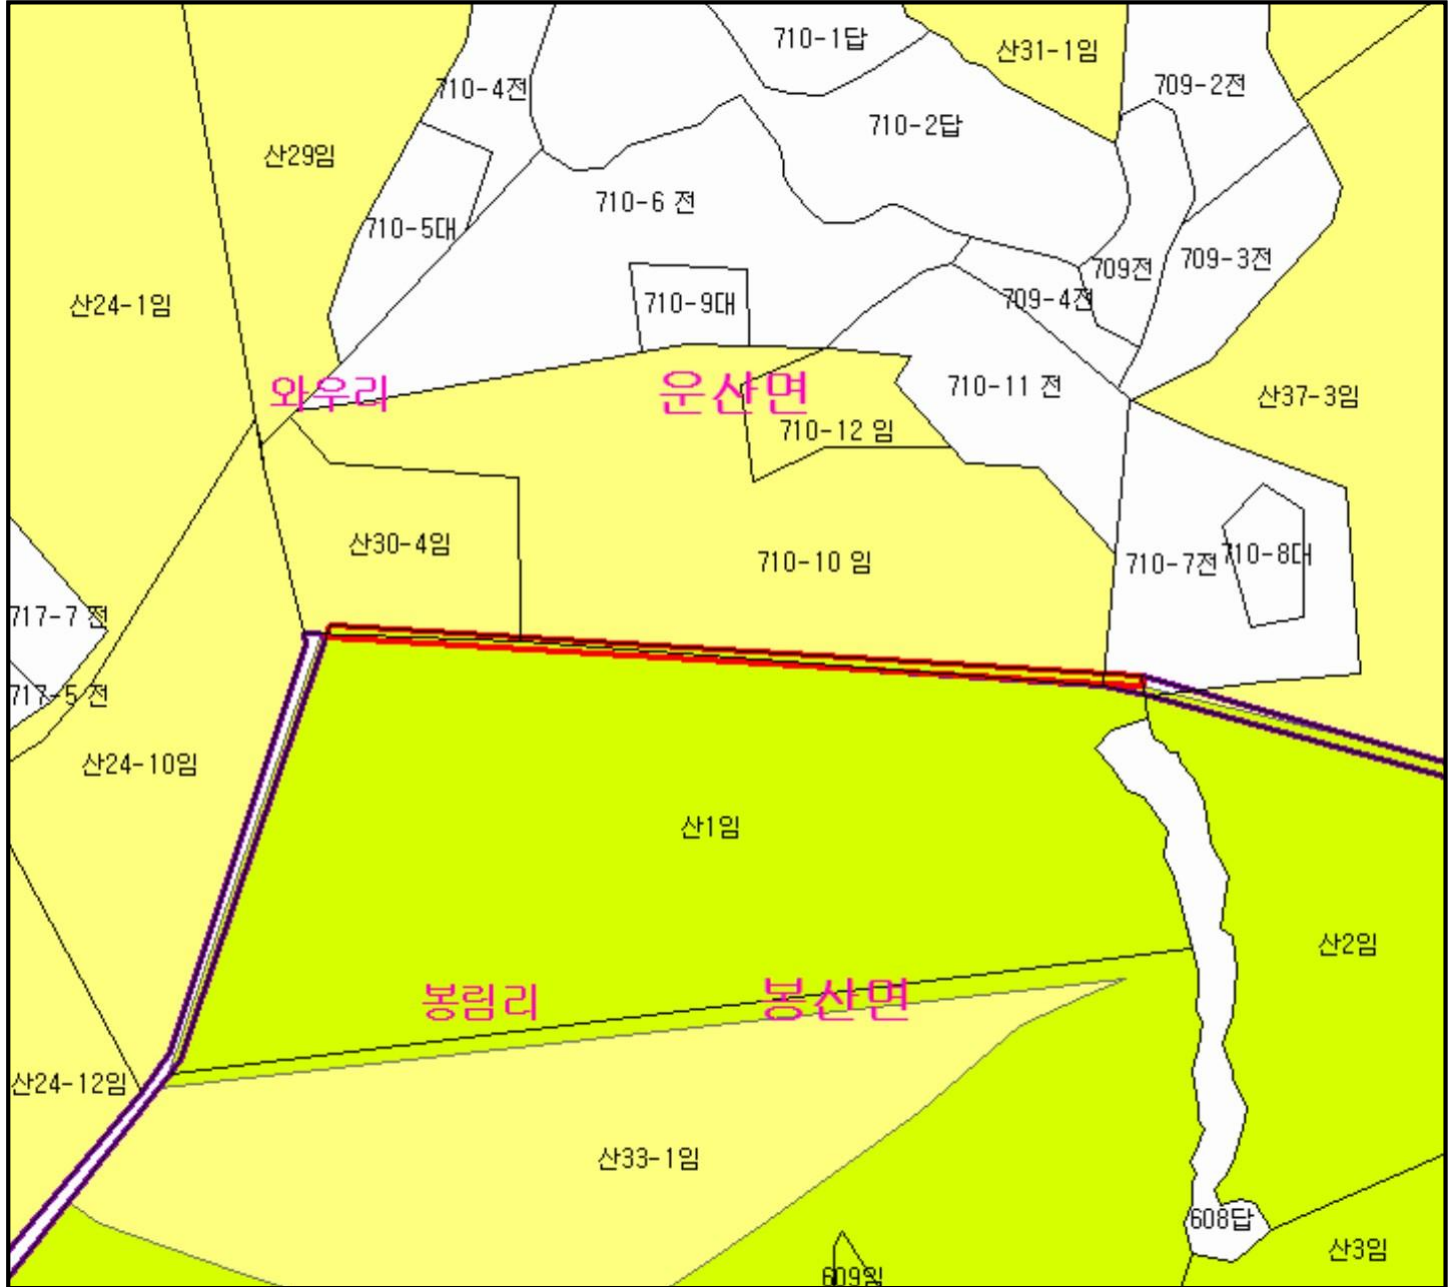 710-1답
산31-1임
710-4전
709-2전
710-2답
산29임
710-6 전
710-5대
709-3전
709전
709-4전
산24-1임
710-9대
와우리
운산면
710-11 전
산37-3임
710-12 임
산30-4임
710-10 임
710-7전
710-8대
717-7 전
717-5 전
산24-10임
산1임
산2임
봉림리
봉산면
산24-12임
산33-1임
608답
산3임
609임